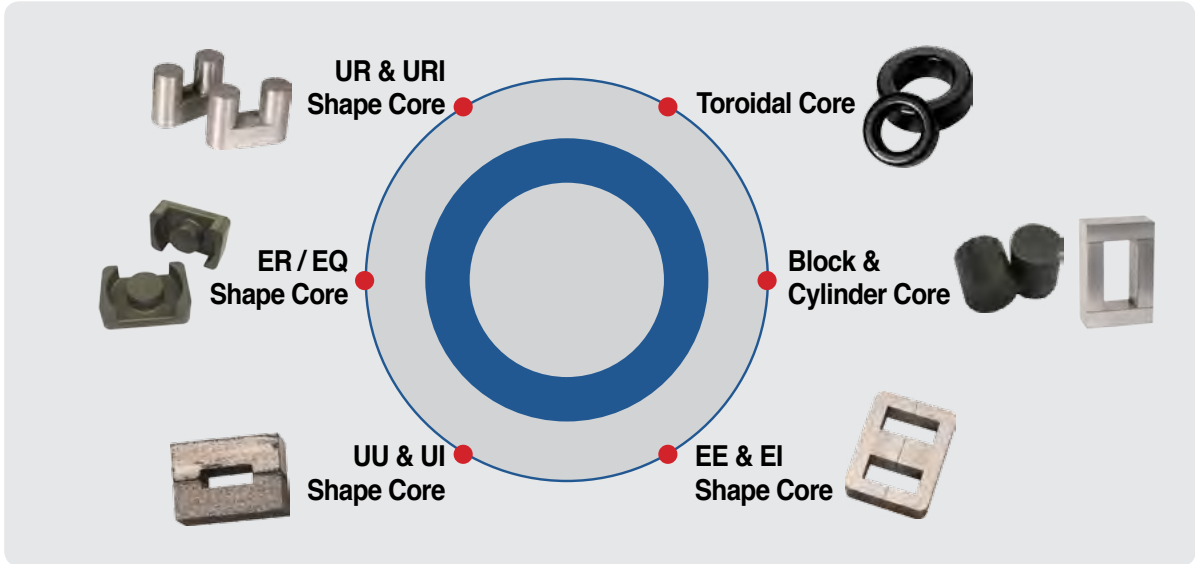 UR & URI
Shape Core
Toroidal Core
ER / EQ
Shape Core
Block &
Cylinder Core
UU & UI
Shape Core
EE & EI
Shape Core